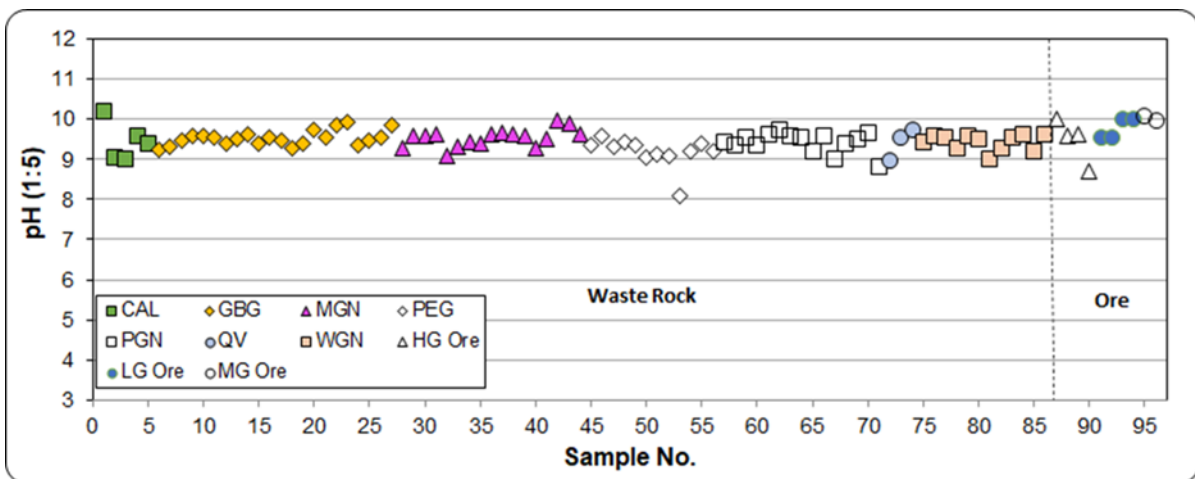 12
11
10
9
8
7
6
5
4
3
pH (1:5)
Waste Rock
Ore
CAL GBG MGN PEG
PGN QV WGN HG Ore
LG Ore MG Ore
0 5 10 15 20 25 30 35 40 45 50 55 60 65 70 75 80 85 90 95
Sample No.